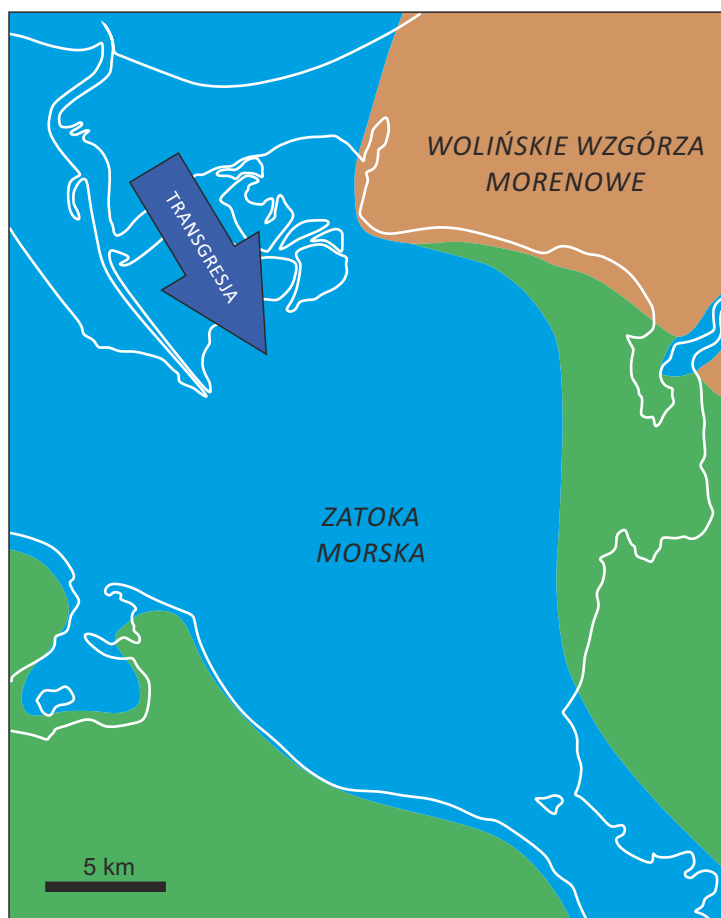 WOLIŃSKIE WZGÓRZA
MORENOWE
TRANSGRESJA
ZATOKA
MORSKA
5 km